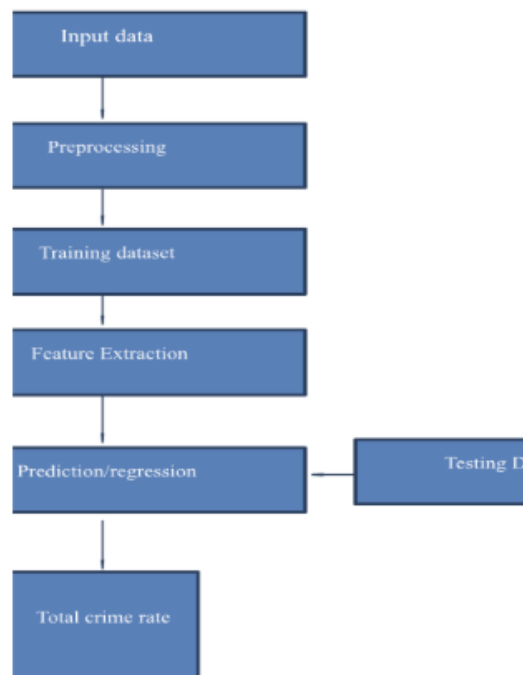 Input data
Preprocessing
Training dataset
Feature Extraction
Prediction/regression
Testing D
Total crime rate